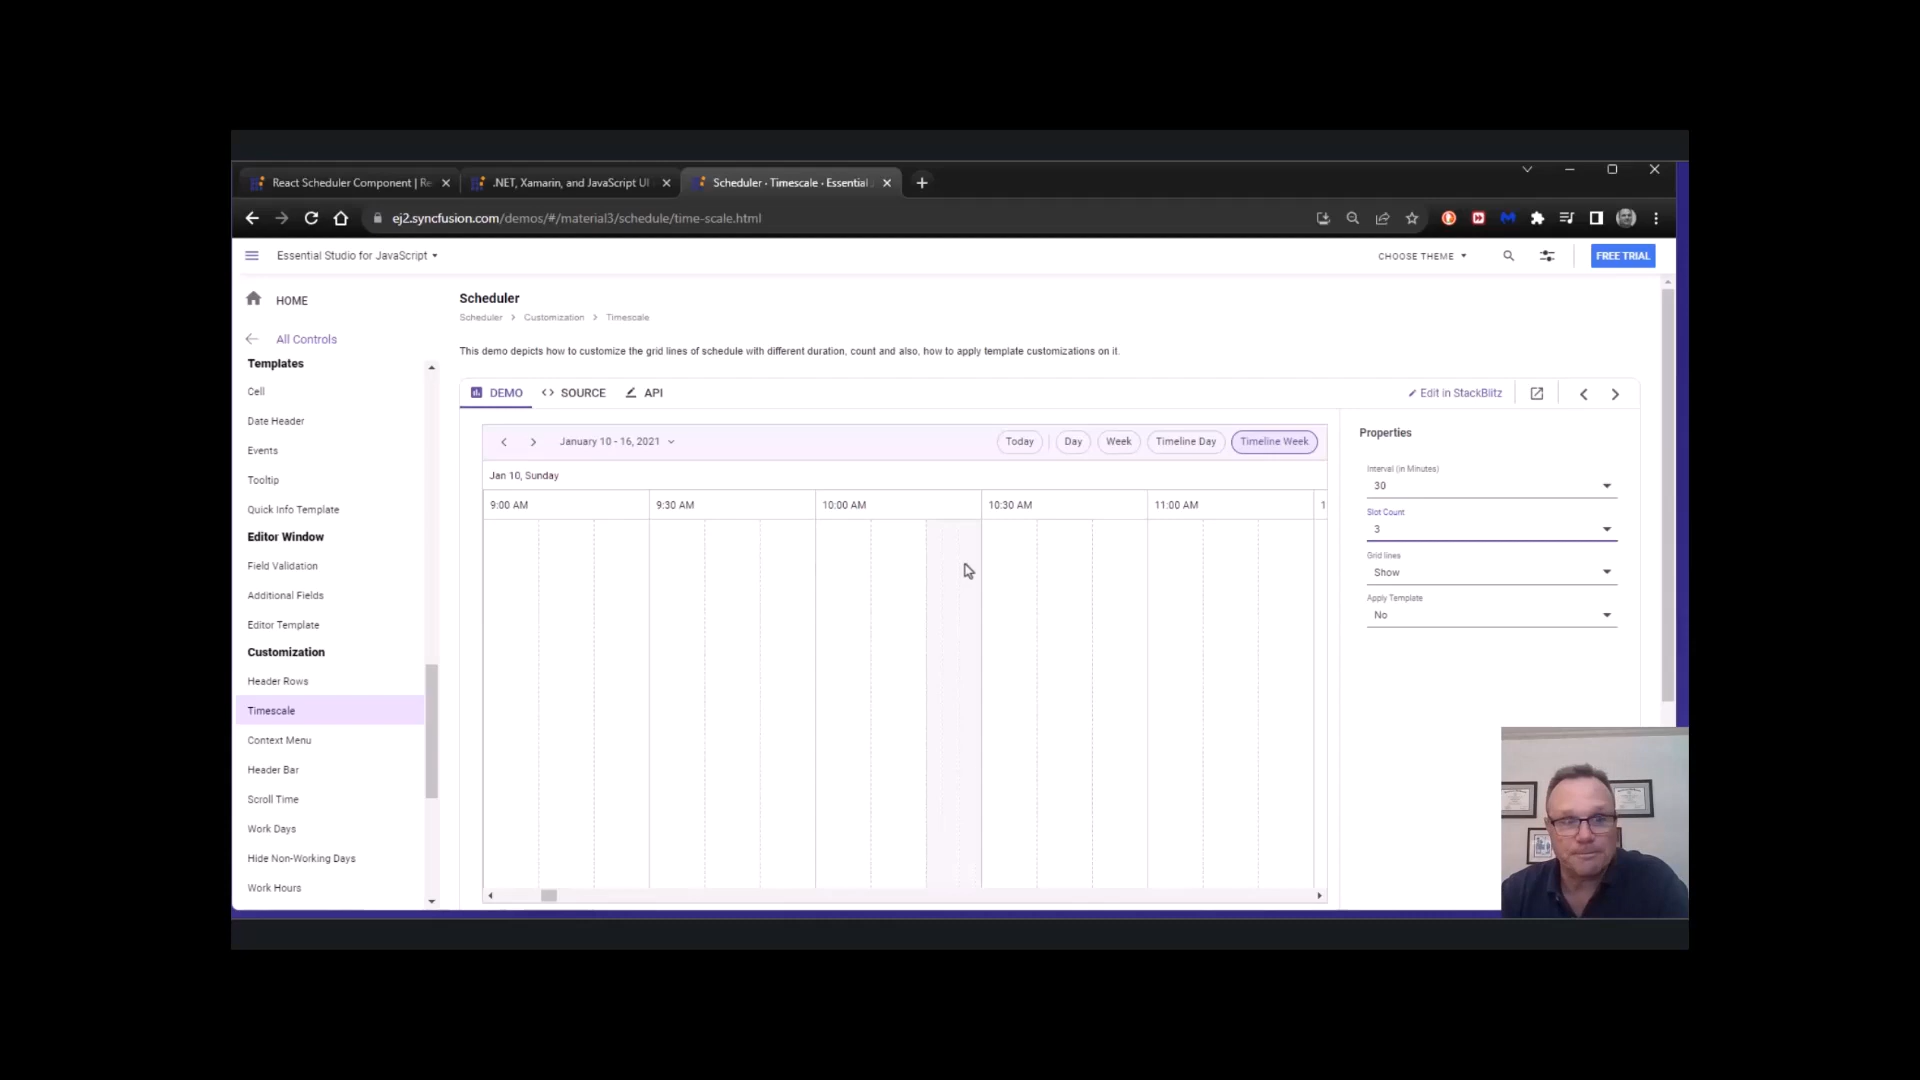 React Scheduler Component | Re
.NET, Xamarin, and JavaScript UI
Scheduler · Timescale · Essential
ej2.syncfusion.com/demos/#/material3/schedule/time-scale.html
Essential Studio for JavaScript
CHOOSE THEME
FREE TRIAL
HOME
All Controls
Templates
Cell
Date Header
Events
Tooltip
Quick Info Template
Editor Window
Field Validation
Additional Fields
Editor Template
Customization
Header Rows
Timescale
Context Menu
Header Bar
Scroll Time
Work Days
Hide Non-Working Days
Work Hours
Scheduler
Scheduler > Customization > Timescale
This demo depicts how to customize the grid lines of schedule with different duration, count and also, how to apply template customizations on it.
DEMO <> SOURCE API
Edit in StackBlitz
January 10 - 16, 2021
Today Day Week Timeline Day Timeline Week
Jan 10, Sunday
9:00 AM 9:30 AM 10:00 AM 10:30 AM 11:00 AM 1
Properties
Interval (in Minutes)
30
Slot Count
3
Grid lines
Show
Apply Template
No